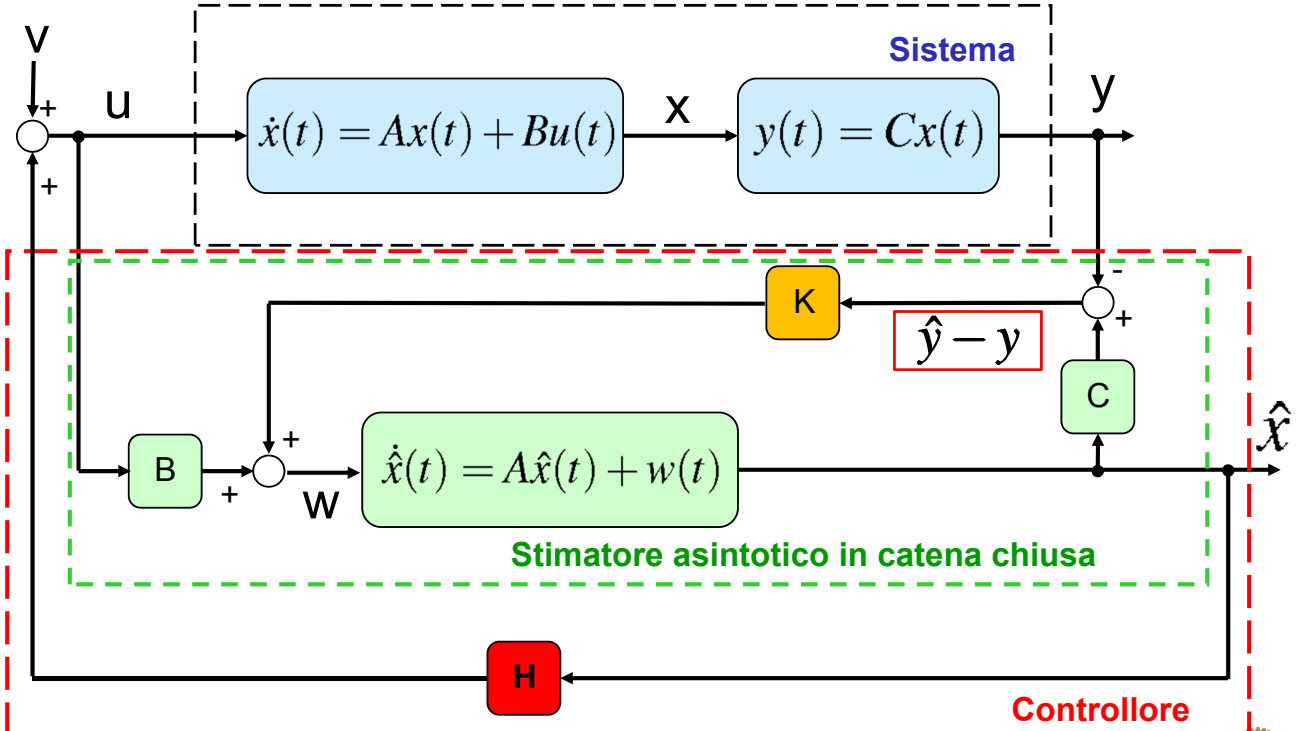 v
Sistema
+
u
ẋ(t) = Ax(t) + Bu(t)
x
y(t) = Cx(t)
y
+
-
K
+
ŷ − y
C
x̂
+
B
+
w
x̂̇(t) = Ax̂(t) + w(t)
Stimatore asintotico in catena chiusa
H
Controllore